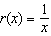 r(x) = 1/x